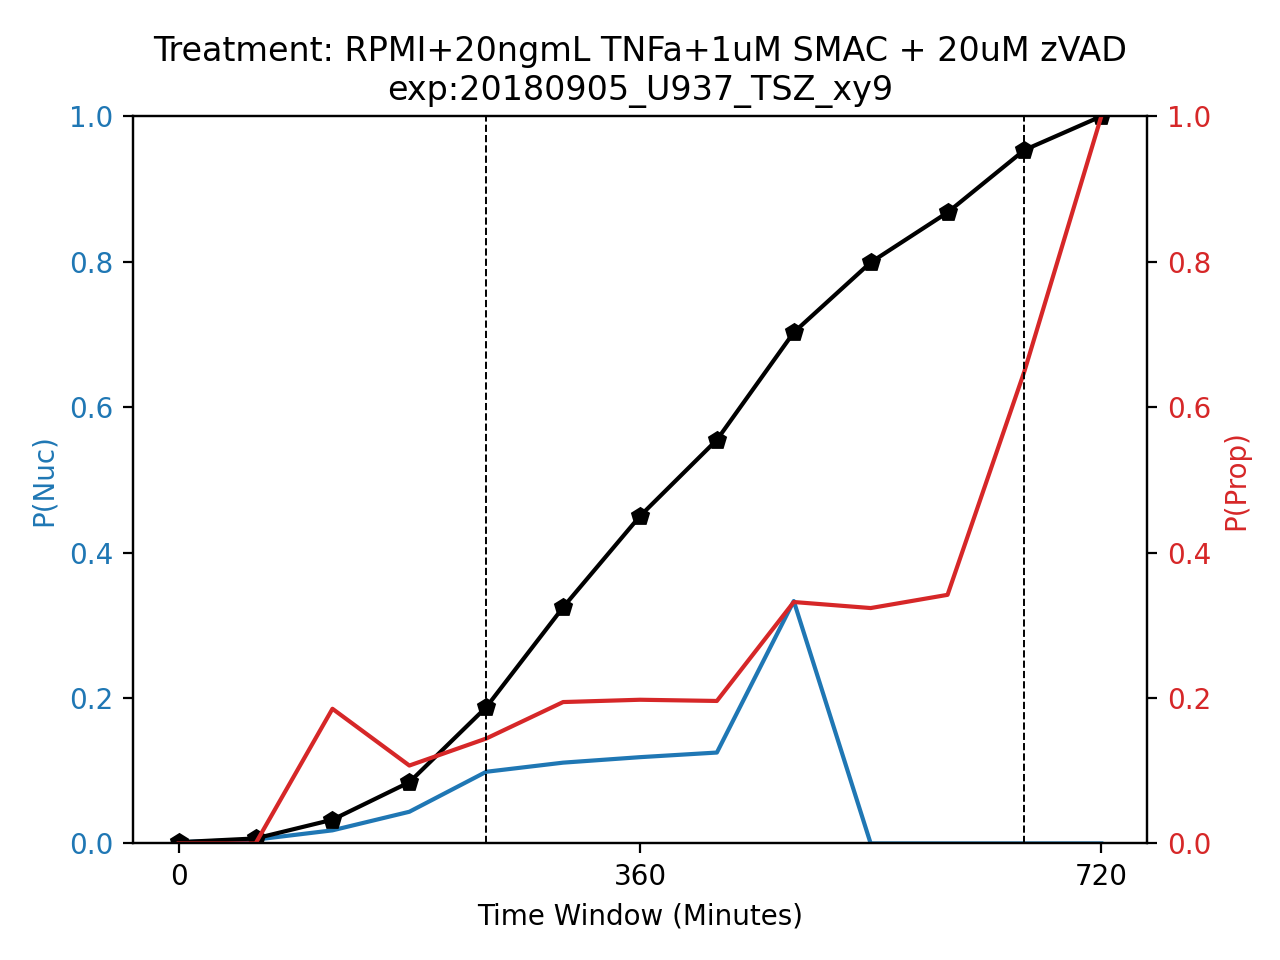 Treatment: RPMI+20ngmL TNFa+1uM SMAC + 20uM zVAD
exp:20180905_U937_TSZ_xy9
1.0
0.8
0.6
0.4
0.2
0.0
P(Nuc)
1.0
0.8
0.6
0.4
0.2
0.0
P(Prop)
0 360 720
Time Window (Minutes)